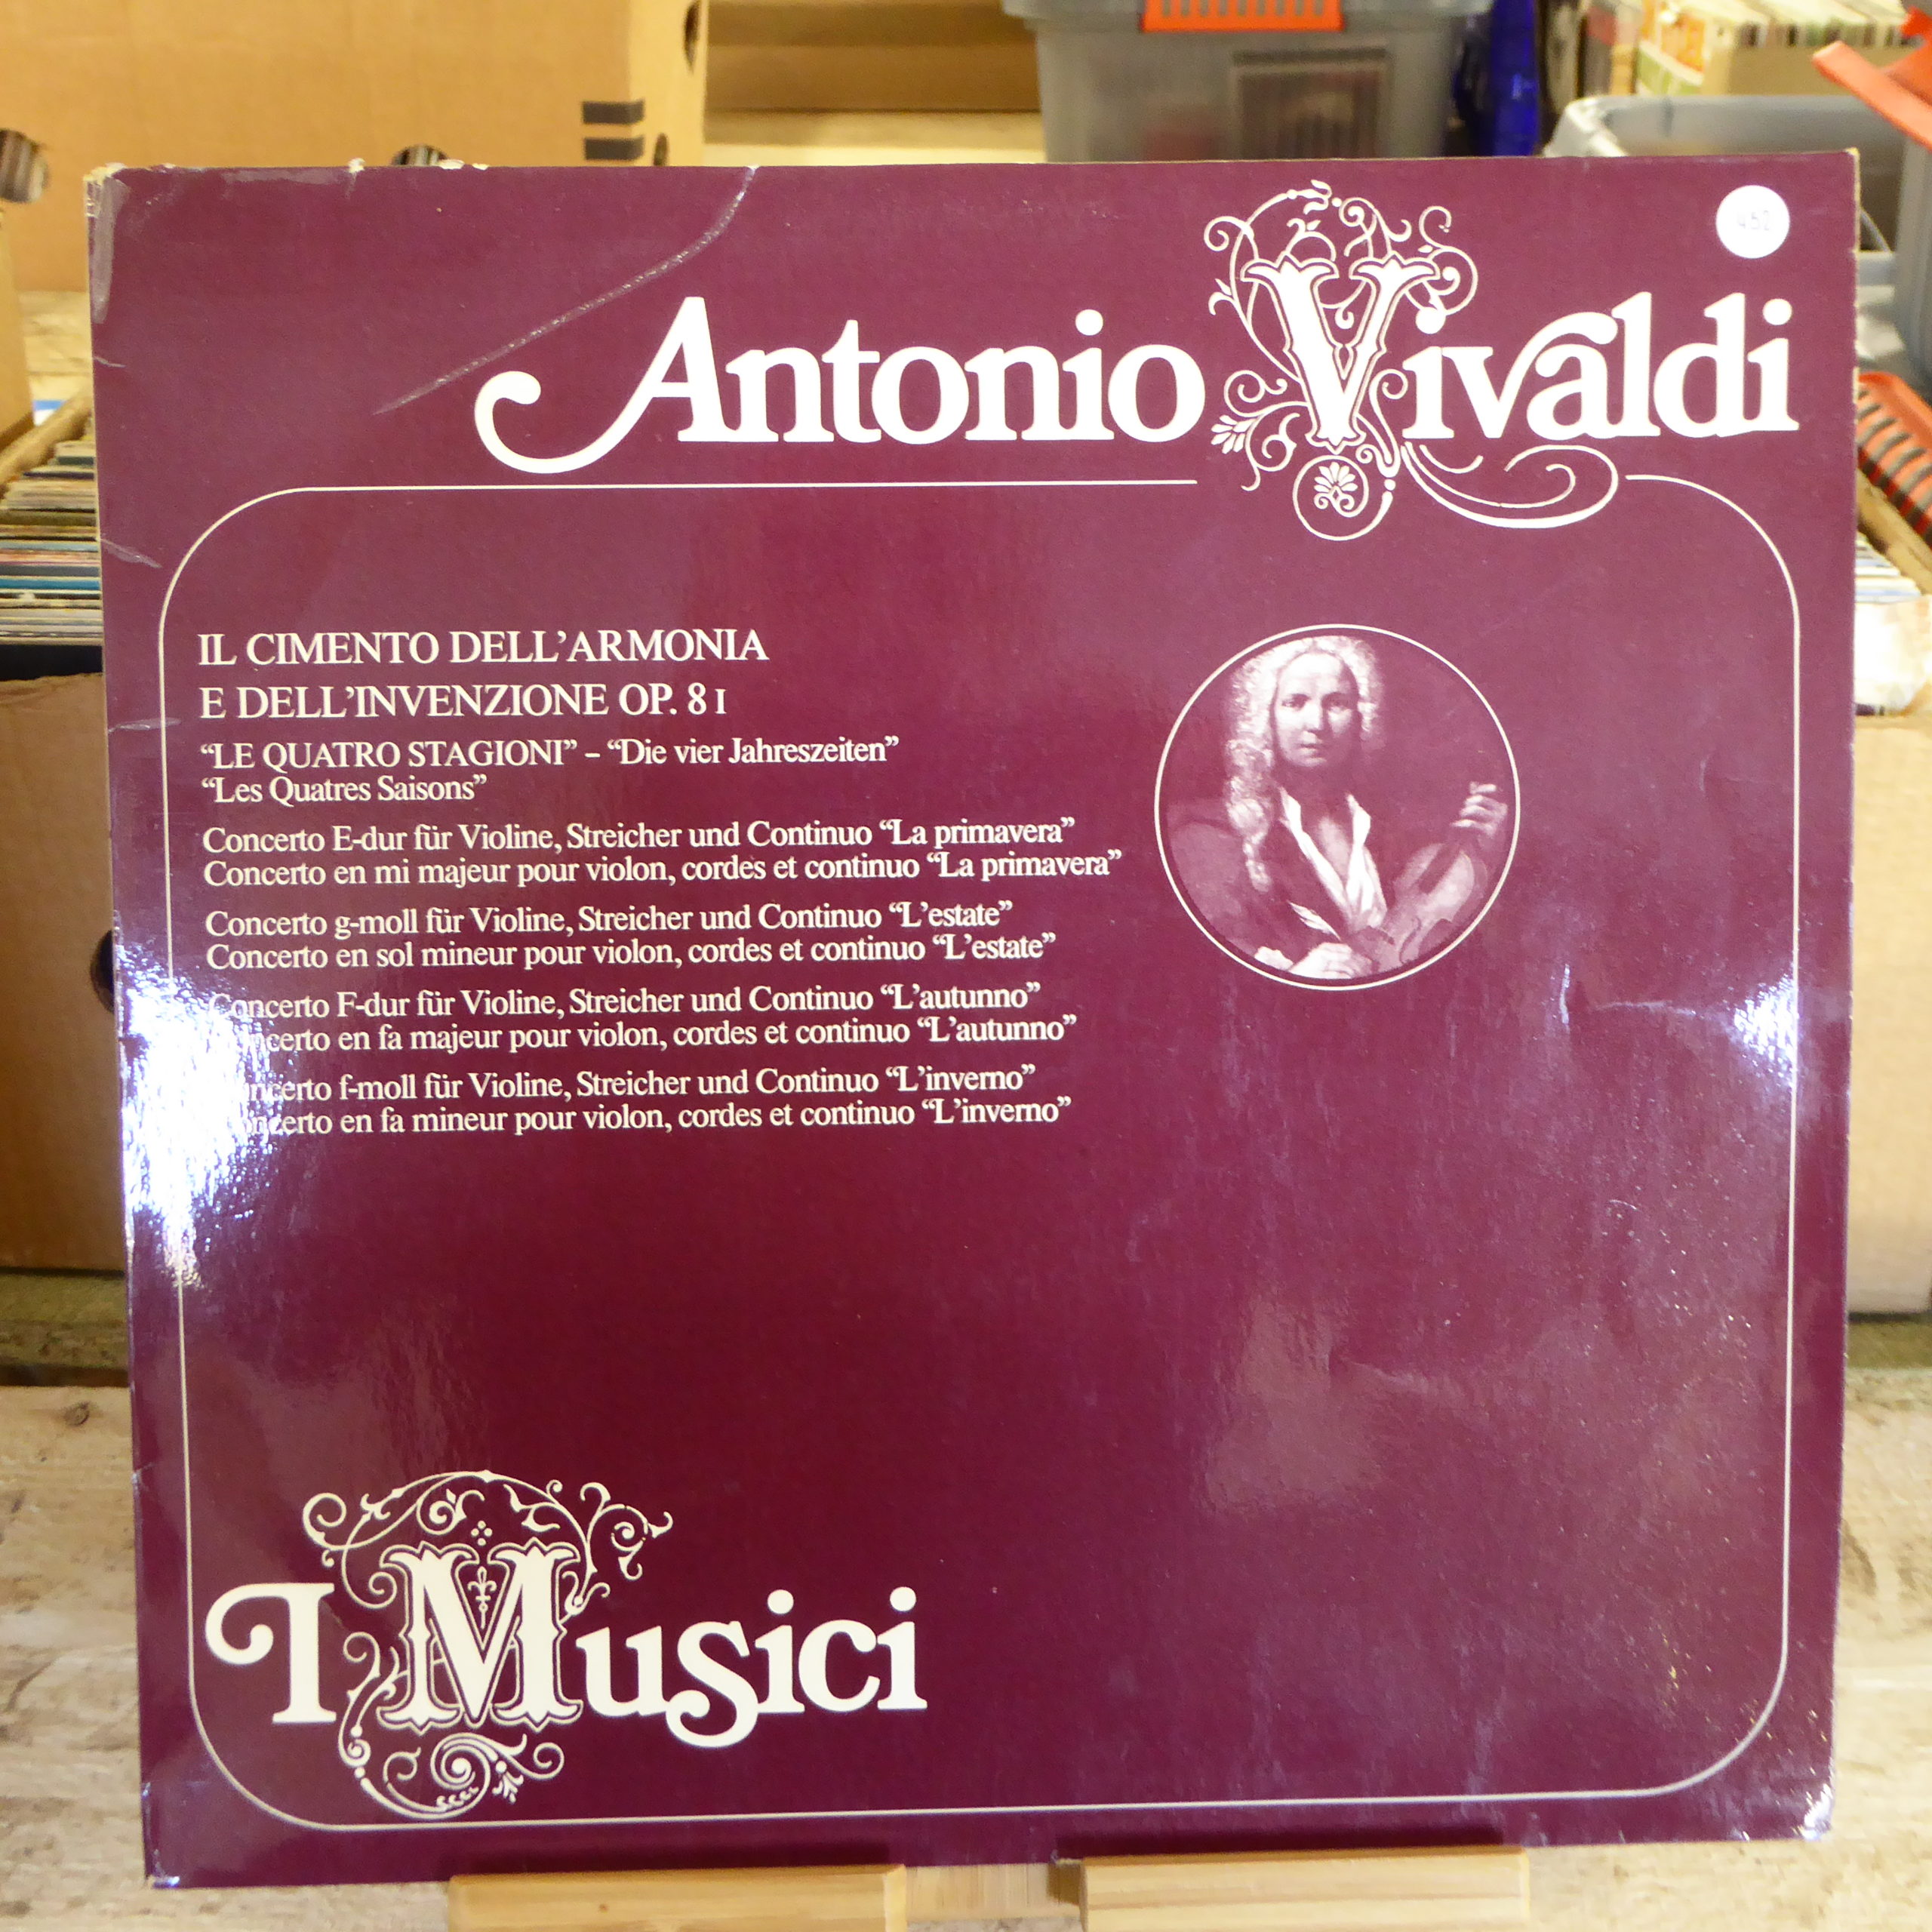 Antonio Vivaldi
IL CIMENTO DELL’ARMONIA
E DELL’INVENZIONE OP. 8 I
“LE QUATRO STAGIONI” – “Die vier Jahreszeiten”
“Les Quatres Saisons”
Concerto E-dur für Violine, Streicher und Continuo “La primavera”
Concerto en mi majeur pour violon, cordes et continuo “La primavera”
Concerto g-moll für Violine, Streicher und Continuo “L’estate”
Concerto en sol mineur pour violon, cordes et continuo “L’estate”
Concerto F-dur für Violine, Streicher und Continuo “L’autunno”
Concerto en fa majeur pour violon, cordes et continuo “L’autunno”
Concerto f-moll für Violine, Streicher und Continuo “L’inverno”
Concerto en fa mineur pour violon, cordes et continuo “L’inverno”
I Musici